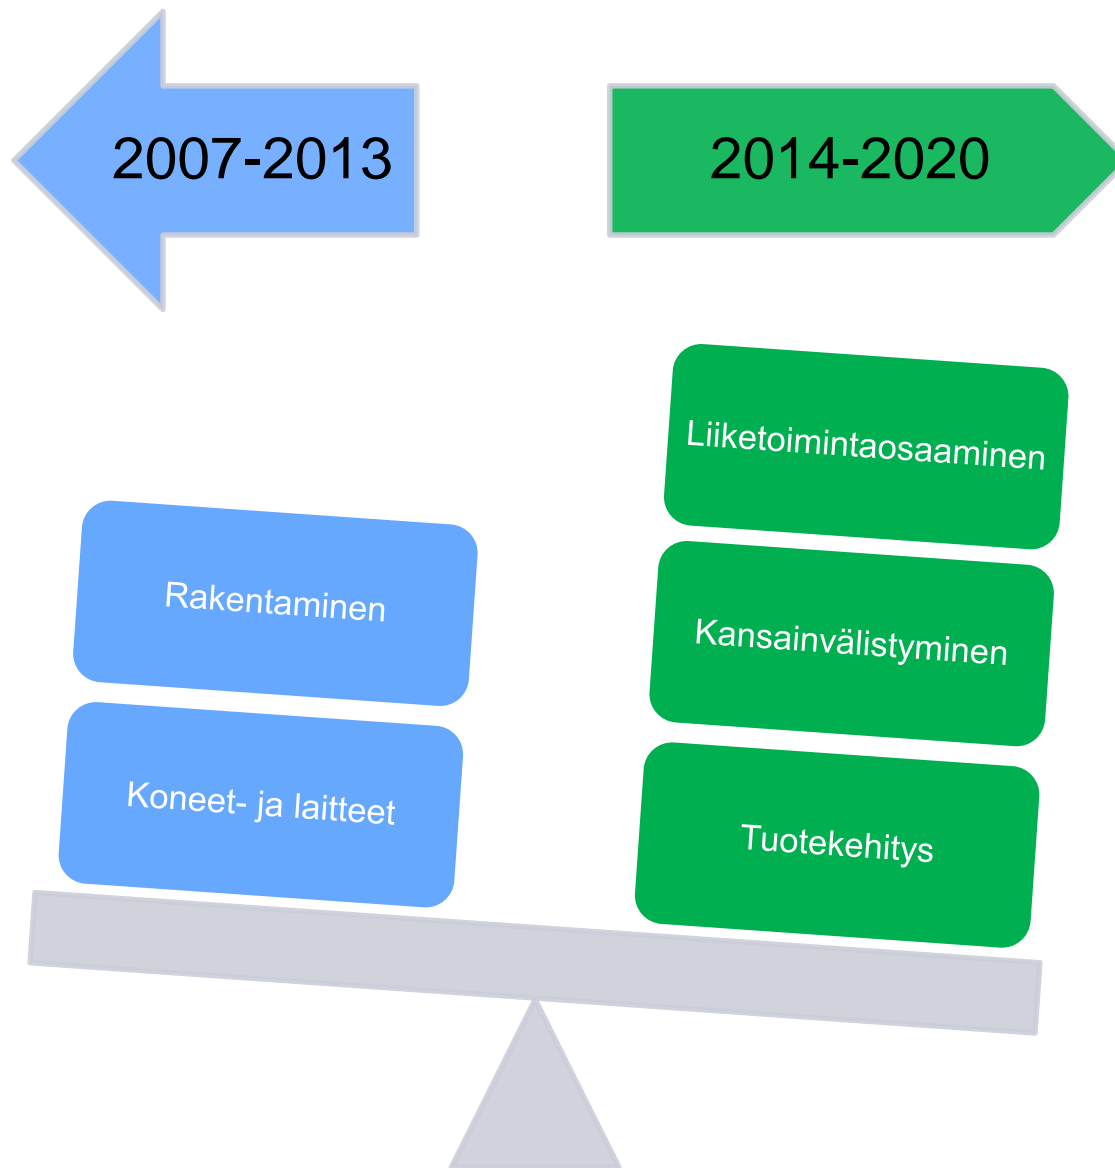 2007-2013
2014-2020
Rakentaminen
Koneet- ja laitteet
Liiketoimintaosaaminen
Kansainvälistyminen
Tuotekehitys